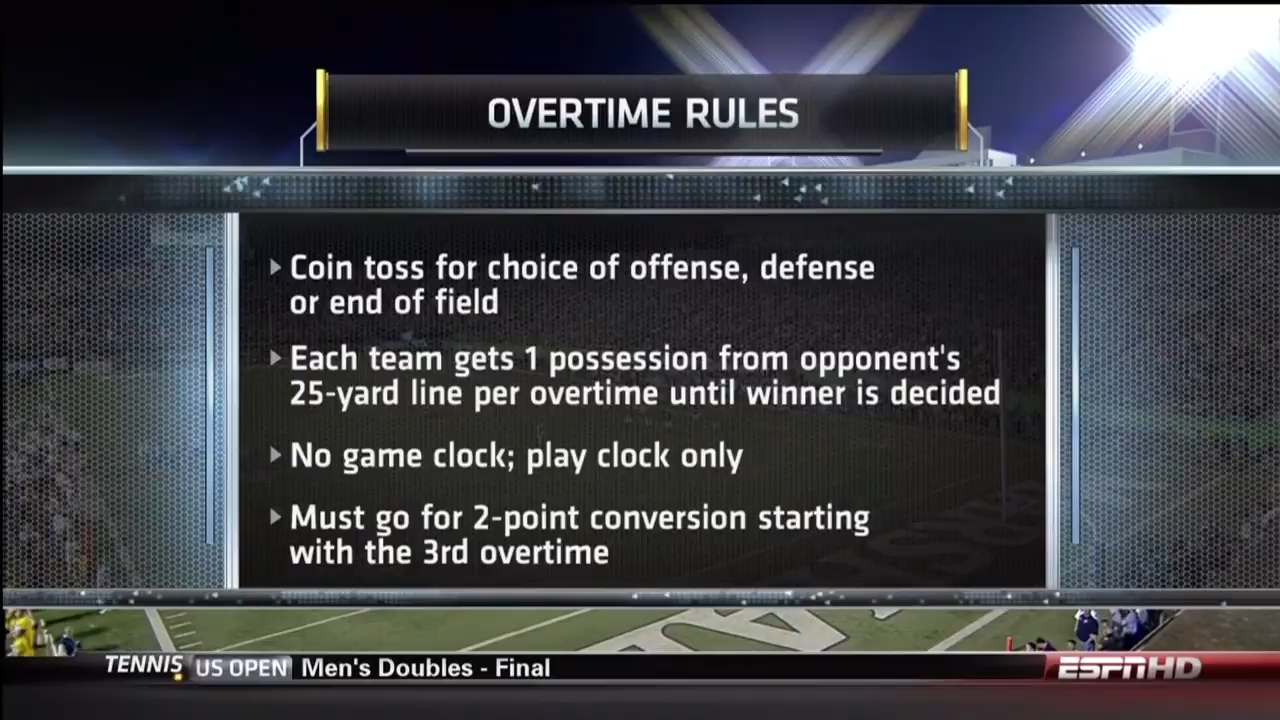 OVERTIME RULES
Coin toss for choice of offense, defense
or end of field
Each team gets 1 possession from opponent's
25-yard line per overtime until winner is decided
No game clock; play clock only
Must go for 2-point conversion starting
with the 3rd overtime
TENNIS US OPEN Men's Doubles - Final
ESPN HD